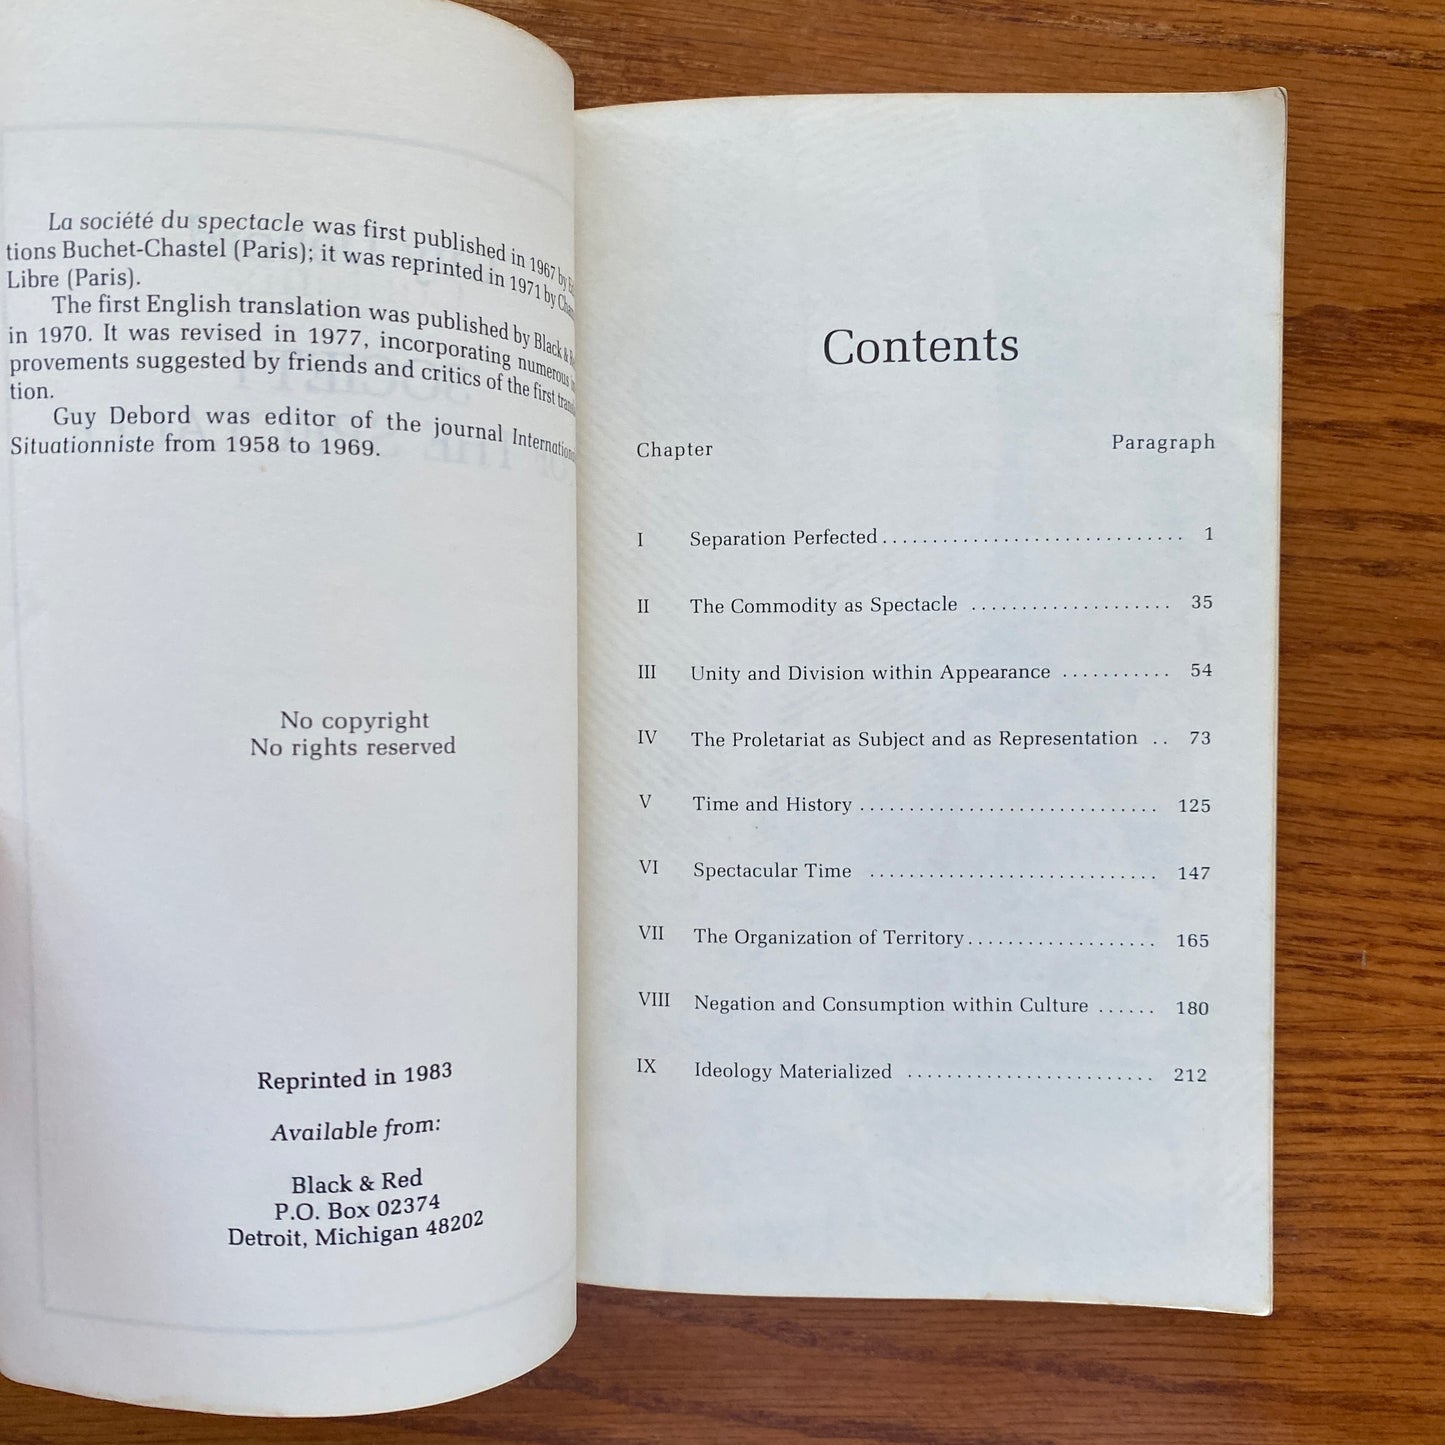 La société du spectacle was first published in 1967 by
tions Buchet-Chastel (Paris); it was reprinted in 1971 by
Libre (Paris).
The first English translation was published by Black &
in 1970. It was revised in 1977, incorporating numerous
provements suggested by friends and critics of the first
tion.
Guy Debord was editor of the journal
Situationniste from 1958 to 1969.
No copyright
No rights reserved
Reprinted in 1983
Available from:
Black & Red
P.O. Box 02374
Detroit, Michigan 48202
Contents
Chapter Paragraph
I Separation Perfected .............................. 1
II The Commodity as Spectacle .................... 35
III Unity and Division within Appearance ........... 54
IV The Proletariat as Subject and as Representation .. 73
V Time and History .............................. 125
VI Spectacular Time ............................. 147
VII The Organization of Territory ................... 165
VIII Negation and Consumption within Culture ...... 180
IX Ideology Materialized ......................... 212